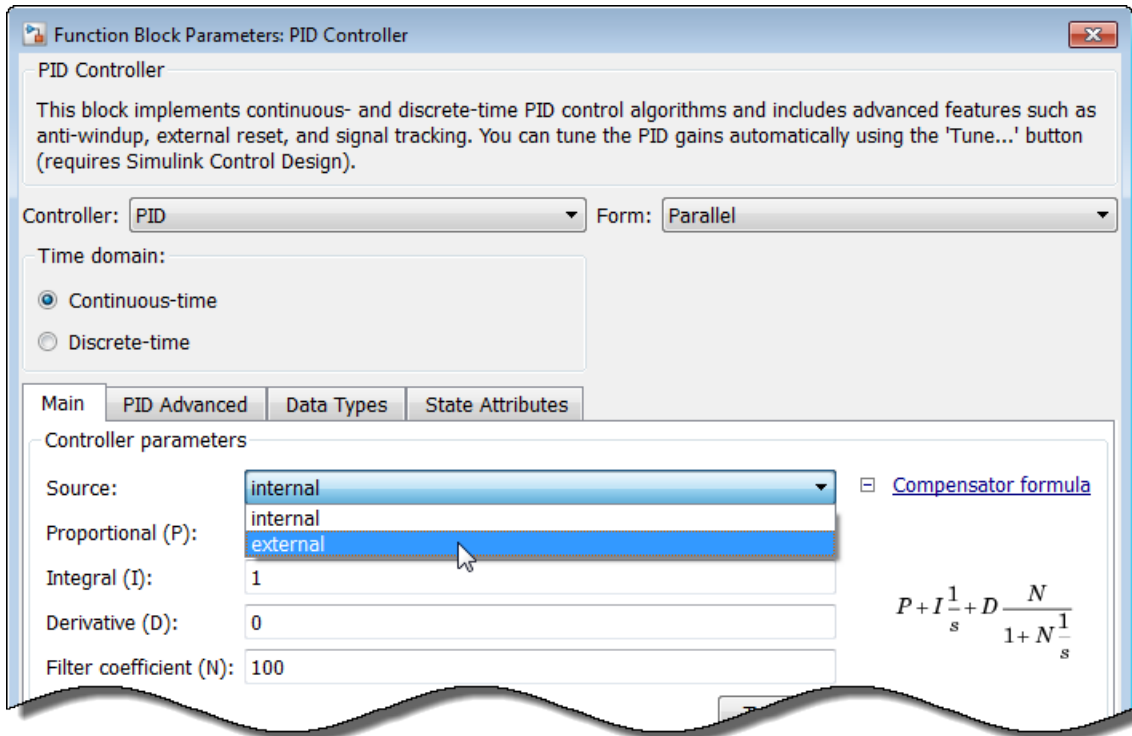 Function Block Parameters: PID Controller
PID Controller
This block implements continuous- and discrete-time PID control algorithms and includes advanced features such as
anti-windup, external reset, and signal tracking. You can tune the PID gains automatically using the 'Tune...' button
(requires Simulink Control Design).
Controller: PID Form: Parallel
Time domain:
Continuous-time
Discrete-time
Main PID Advanced Data Types State Attributes
Controller parameters
Source: internal Compensator formula
internal
Proportional (P):
external
Integral (I): 1
P + I 1/s + D N/(1 + N 1/s)
Derivative (D): 0
Filter coefficient (N): 100